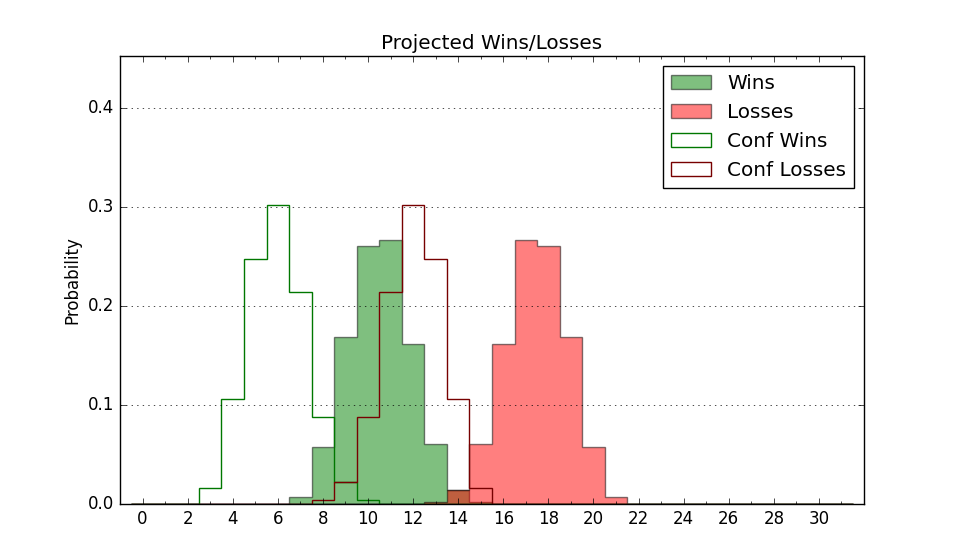 Projected Wins/Losses
0.4
0.3
0.2
0.1
0.0
Probability
Wins
Losses
Conf Wins
Conf Losses
0 2 4 6 8 10 12 14 16 18 20 22 24 26 28 30